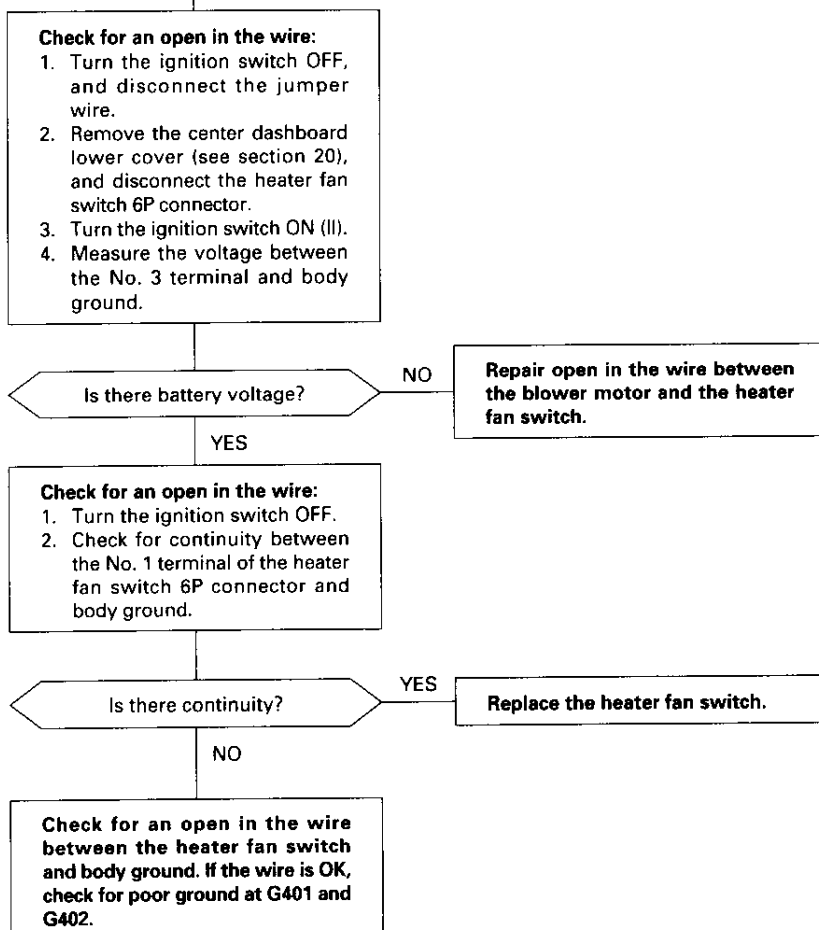 Check for an open in the wire:
1. Turn the ignition switch OFF,
and disconnect the jumper
wire.
2. Remove the center dashboard
lower cover (see section 20),
and disconnect the heater fan
switch 6P connector.
3. Turn the ignition switch ON (II).
4. Measure the voltage between
the No. 3 terminal and body
ground.
Is there battery voltage?
NO
Repair open in the wire between
the blower motor and the heater
fan switch.
YES
Check for an open in the wire:
1. Turn the ignition switch OFF.
2. Check for continuity between
the No. 1 terminal of the heater
fan switch 6P connector and
body ground.
Is there continuity?
YES
Replace the heater fan switch.
NO
Check for an open in the wire
between the heater fan switch
and body ground. If the wire is OK,
check for poor ground at G401 and
G402.